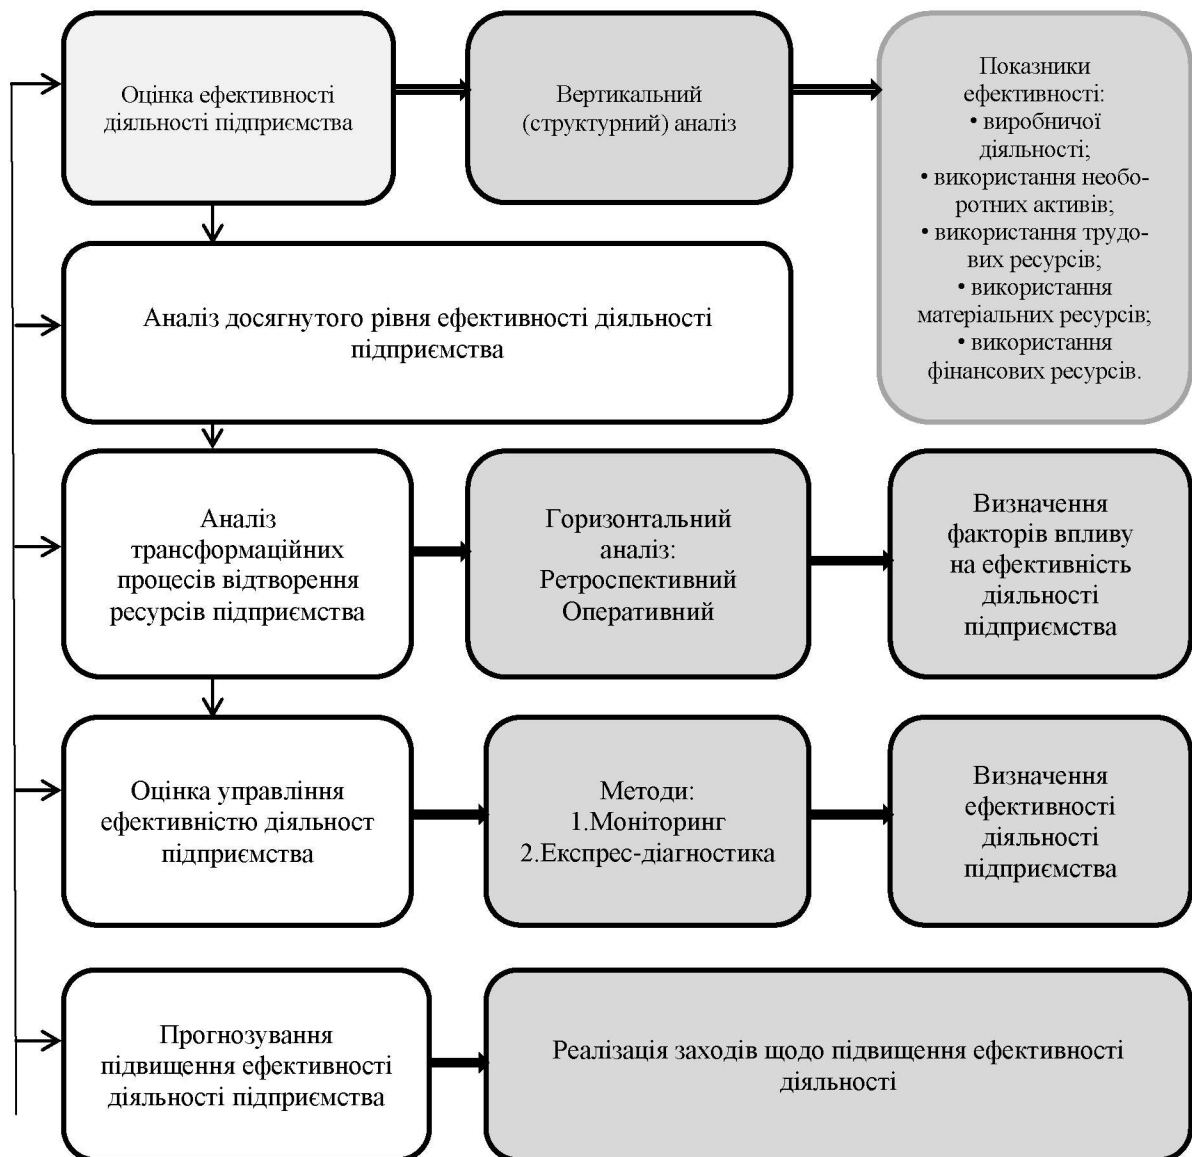 Оцінка ефективності
діяльності підприємства
Вертикальний
(структурний) аналіз
Показники
ефективності:
• виробничої
діяльності;
• використання необо-
ротних активів;
• використання трудо-
вих ресурсів;
• використання
матеріальних ресурсів;
• використання
фінансових ресурсів.
Аналіз досягнутого рівня ефективності діяльності
підприємства
Аналіз
трансформаційних
процесів відтворення
ресурсів підприємства
Горизонтальний
аналіз:
Ретроспективний
Оперативний
Визначення
факторів впливу
на ефективність
діяльності
підприємства
Оцінка управління
ефективністю діяльност
підприємства
Методи:
1.Моніторинг
2.Експрес-діагностика
Визначення
ефективності
діяльності
підприємства
Прогнозування
підвищення ефективності
діяльності підприємства
Реалізація заходів щодо підвищення ефективності
діяльності